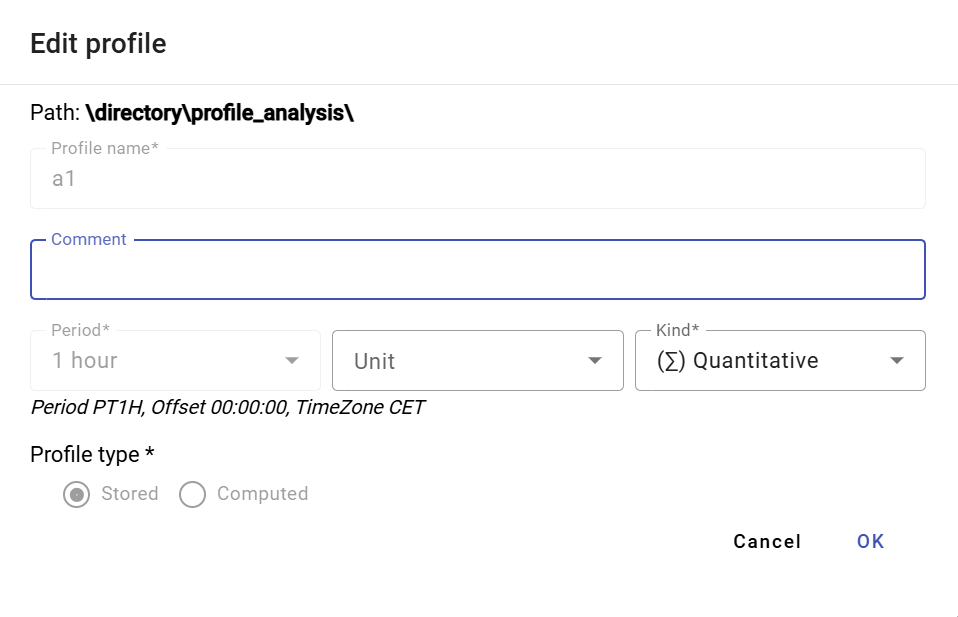 Edit profile
Path: \directory\profile_analysis\
Profile name*
a1
Comment
Period* Kind*
1 hour Unit (∑) Quantitative
Period PT1H, Offset 00:00:00, TimeZone CET
Profile type *
Stored Computed
Cancel OK